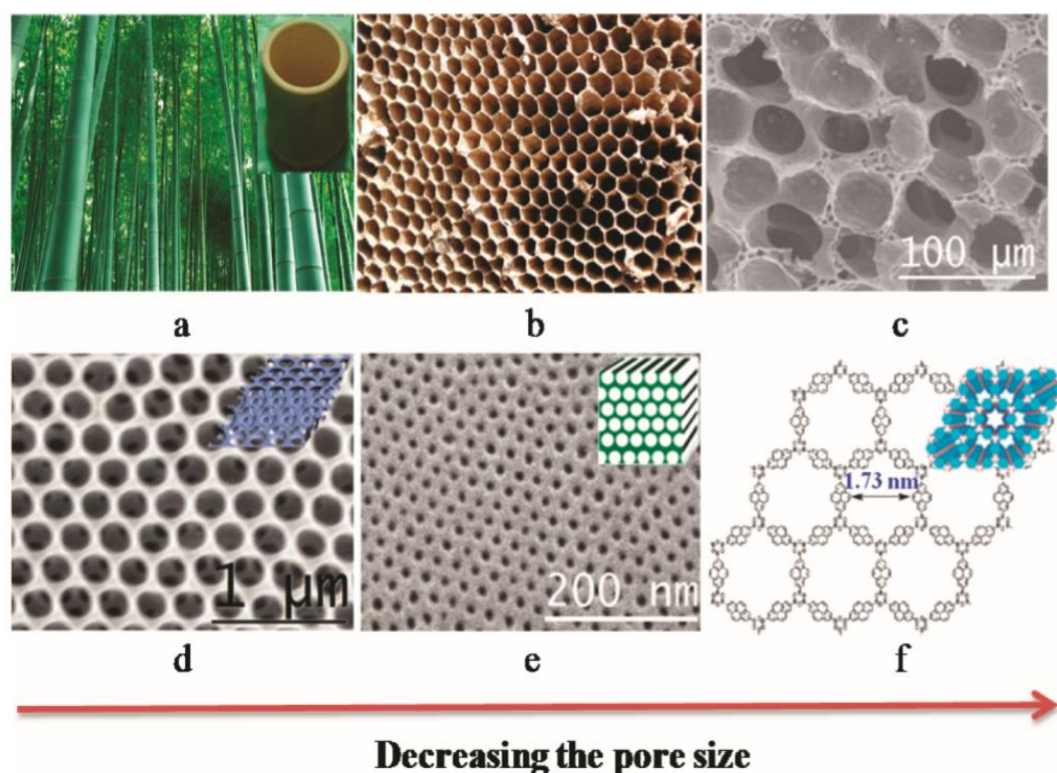 100 μm
a
b
c
1 μm
200 nm
1.73 nm
d
e
f
Decreasing the pore size